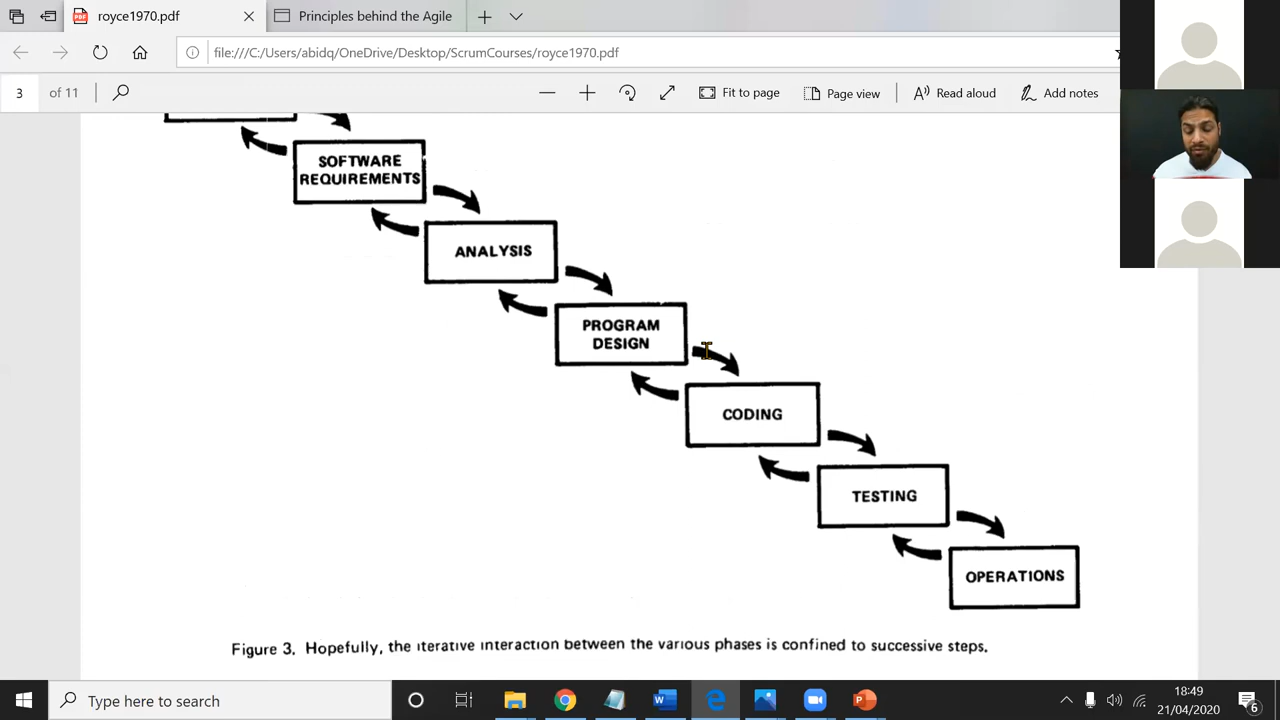 royce1970.pdf
Principles behind the Agile
file:///C:/Users/abidq/OneDrive/Desktop/ScrumCourses/royce1970.pdf
3 of 11
Fit to page
Page view
Read aloud
Add notes
SOFTWARE
REQUIREMENTS
ANALYSIS
PROGRAM
DESIGN
CODING
TESTING
OPERATIONS
Figure 3. Hopefully, the iterative interaction between the various phases is confined to successive steps.
Type here to search
18:49
21/04/2020
6